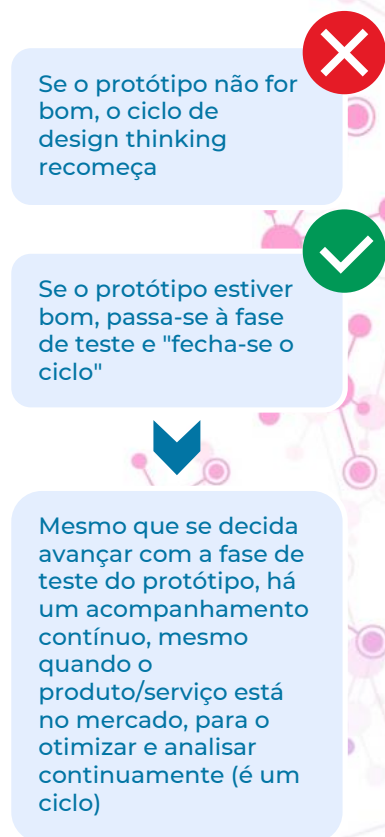 Se o protótipo não for
bom, o ciclo de
design thinking
recomeça
Se o protótipo estiver
bom, passa-se à fase
de teste e "fecha-se o
ciclo"
Mesmo que se decida
avançar com a fase de
teste do protótipo, há
um acompanhamento
contínuo, mesmo
quando o
produto/serviço está
no mercado, para o
otimizar e analisar
continuamente (é um
ciclo)